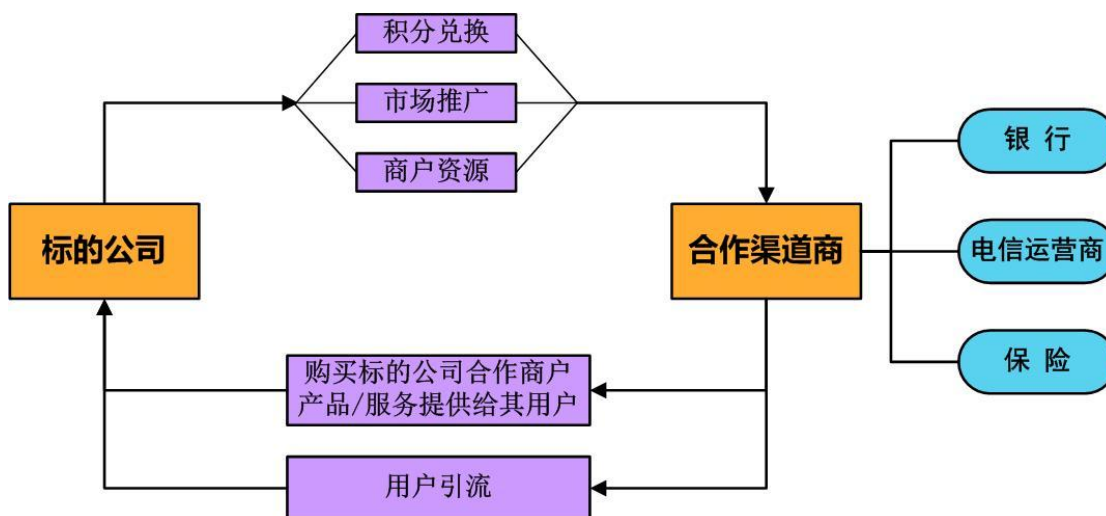 积分兑换
市场推广
商户资源
标的公司
合作渠道商
银 行
电信运营商
保 险
购买标的公司合作商户
产品/服务提供给其用户
用户引流